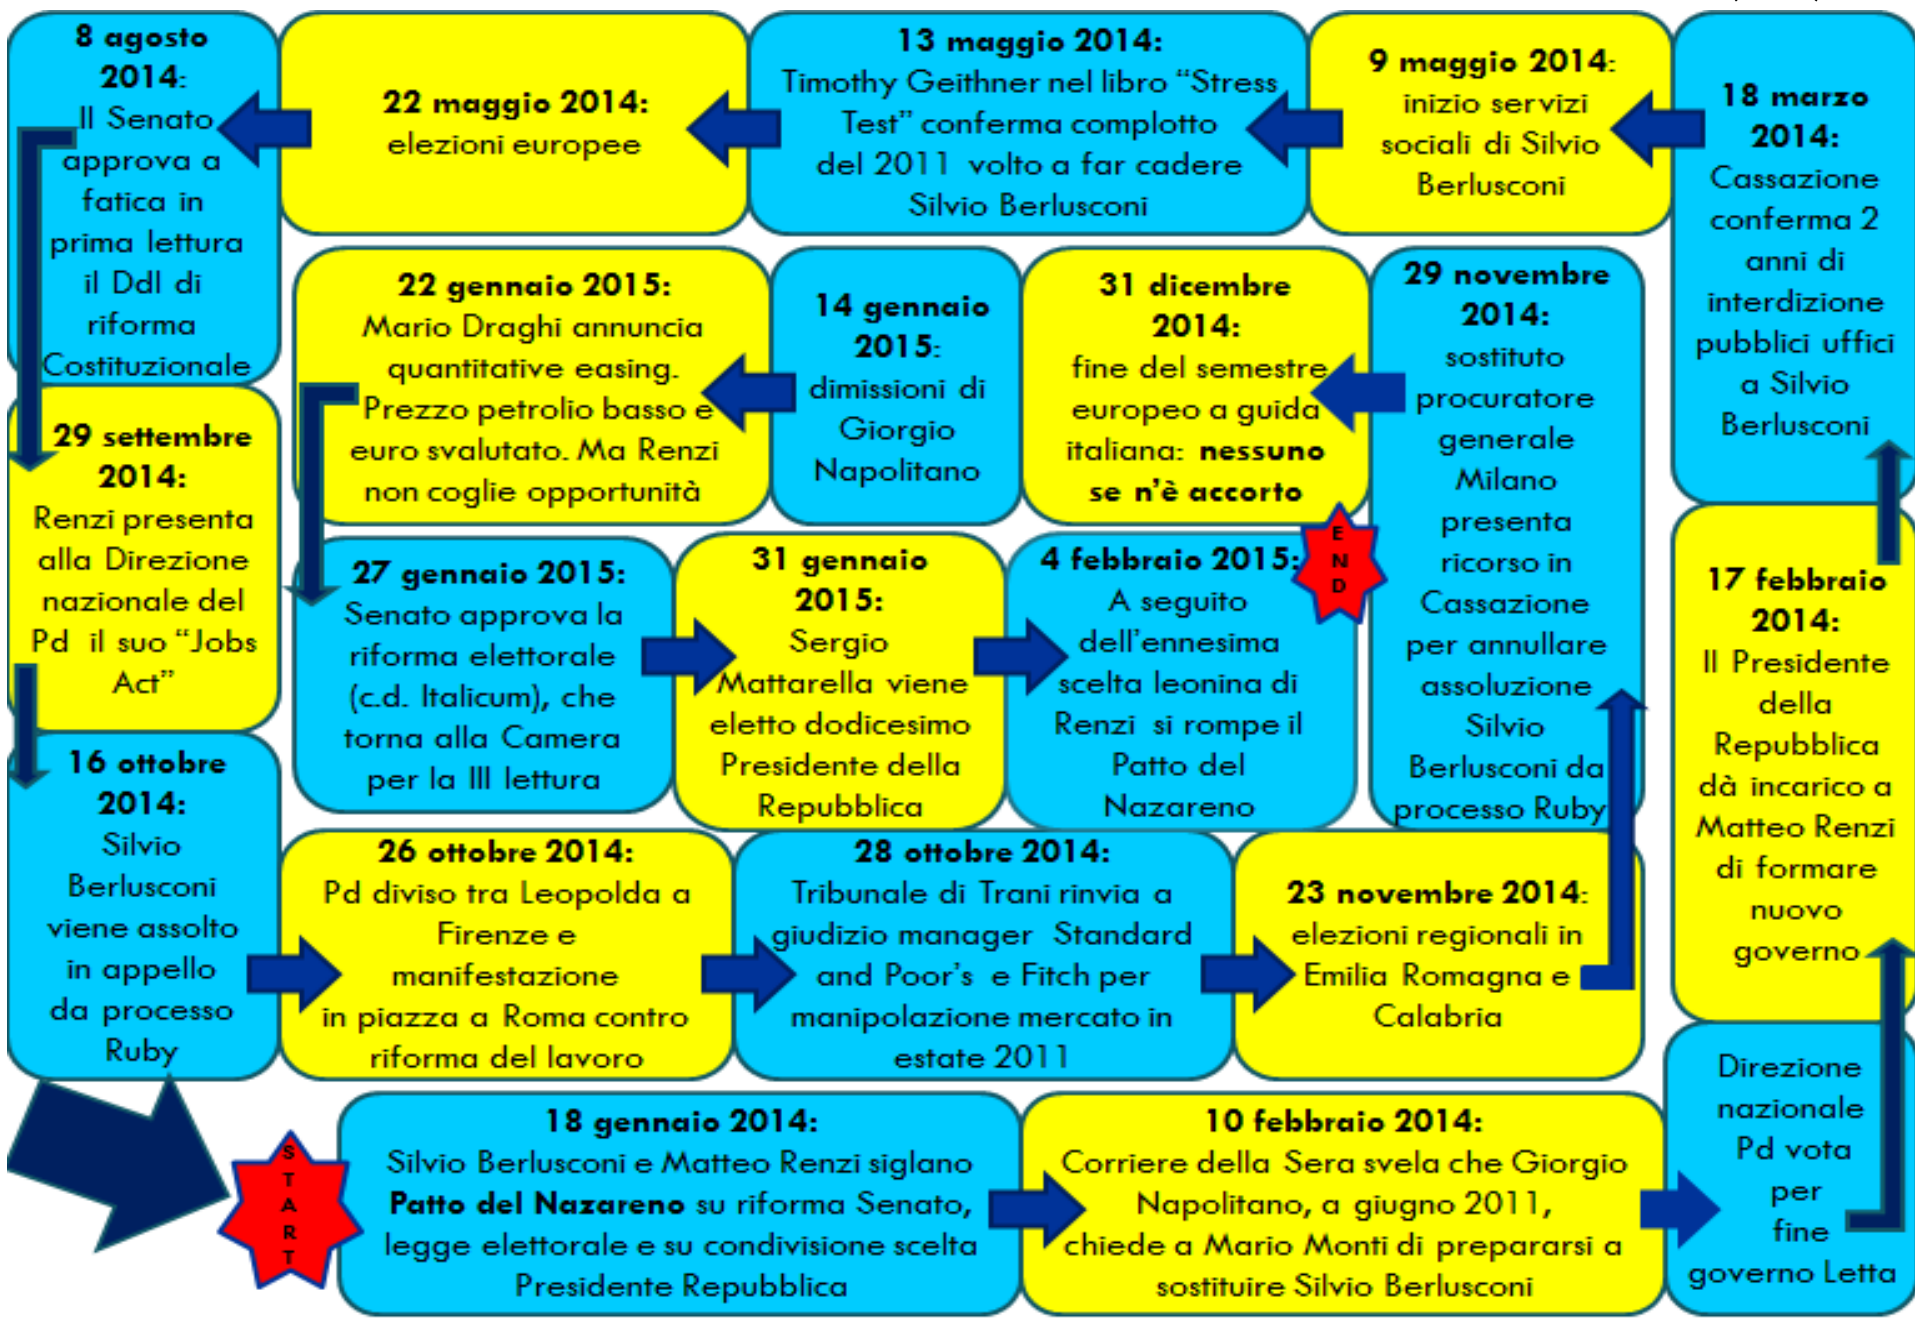 START
18 gennaio 2014:
Silvio Berlusconi e Matteo Renzi siglano
Patto del Nazareno su riforma Senato,
legge elettorale e su condivisione scelta
Presidente Repubblica
10 febbraio 2014:
Corriere della Sera svela che Giorgio
Napolitano, a giugno 2011,
chiede a Mario Monti di prepararsi a
sostituire Silvio Berlusconi
Direzione
nazionale
Pd vota
per
fine
governo Letta
17 febbraio
2014:
Il Presidente
della
Repubblica
dà incarico a
Matteo Renzi
di formare
nuovo
governo
18 marzo
2014:
Cassazione
conferma 2
anni di
interdizione
pubblici uffici
a Silvio
Berlusconi
9 maggio 2014:
inizio servizi
sociali di Silvio
Berlusconi
13 maggio 2014:
Timothy Geithner nel libro “Stress
Test” conferma complotto
del 2011 volto a far cadere
Silvio Berlusconi
22 maggio 2014:
elezioni europee
8 agosto
2014:
Il Senato
approva a
fatica in
prima lettura
il Ddl di
riforma
Costituzionale
29 settembre
2014:
Renzi presenta
alla Direzione
nazionale del
Pd il suo “Jobs
Act”
16 ottobre
2014:
Silvio
Berlusconi
viene assolto
in appello
da processo
Ruby
26 ottobre 2014:
Pd diviso tra Leopolda a
Firenze e
manifestazione
in piazza a Roma contro
riforma del lavoro
28 ottobre 2014:
Tribunale di Trani rinvia a
giudizio manager Standard
and Poor’s e Fitch per
manipolazione mercato in
estate 2011
23 novembre 2014:
elezioni regionali in
Emilia Romagna e
Calabria
29 novembre
2014:
sostituto
procuratore
generale
Milano
presenta
ricorso in
Cassazione
per annullare
assoluzione
Silvio
Berlusconi da
processo Ruby
31 dicembre
2014:
fine del semestre
europeo a guida
italiana: nessuno
se n’è accorto
14 gennaio
2015:
dimissioni di
Giorgio
Napolitano
22 gennaio 2015:
Mario Draghi annuncia
quantitative easing.
Prezzo petrolio basso e
euro svalutato. Ma Renzi
non coglie opportunità
27 gennaio 2015:
Senato approva la
riforma elettorale
(c.d. Italicum), che
torna alla Camera
per la III lettura
31 gennaio
2015:
Sergio
Mattarella viene
eletto dodicesimo
Presidente della
Repubblica
4 febbraio 2015:
A seguito
dell’ennesima
scelta leonina di
Renzi si rompe il
Patto del
Nazareno
END